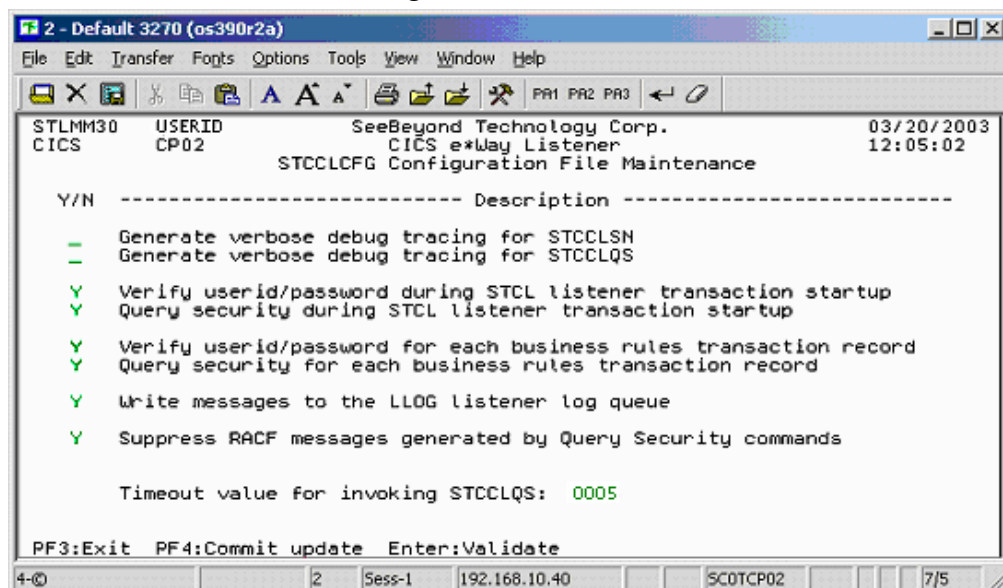 2 - Default 3270 (os390r2a)
File Edit Transfer Fonts Options Tools View Window Help
PA1 PA2 PA3
STLMM30 USERID SeeBeyond Technology Corp. 03/20/2003
CICS CP02 CICS e*Way Listener 12:05:02
STCCLCFG Configuration File Maintenance
Y/N ---------------------------- Description ---------------------------
_ Generate verbose debug tracing for STCCLSN
_ Generate verbose debug tracing for STCCLQS
Y Verify userid/password during STCL listener transaction startup
Y Query security during STCL listener transaction startup
Y Verify userid/password for each business rules transaction record
Y Query security for each business rules transaction record
Y Write messages to the LLOG listener log queue
Y Suppress RACF messages generated by Query Security commands
Timeout value for invoking STCCLQS: 0005
PF3:Exit PF4:Commit update Enter:Validate
4-© 2 Sess-1 192.168.10.40 SC0TCP02 7/5